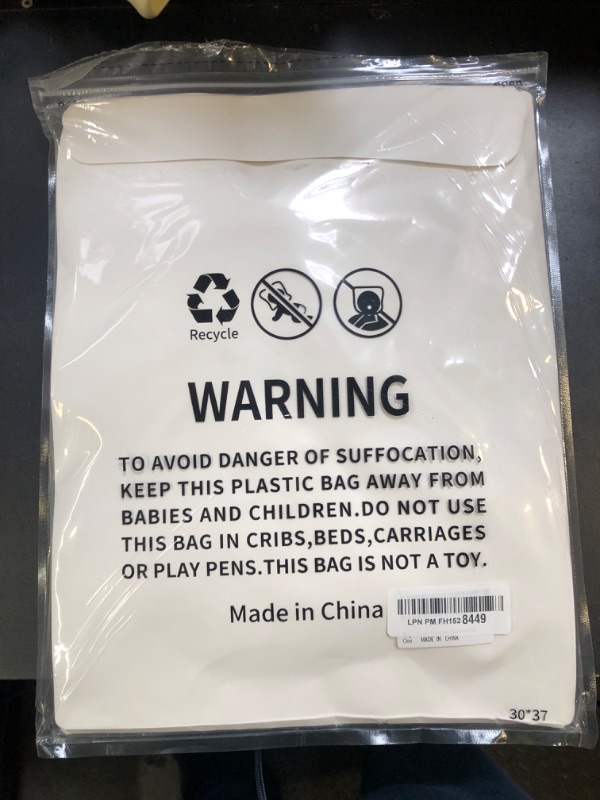 Recycle
WARNING
TO AVOID DANGER OF SUFFOCATION,
KEEP THIS PLASTIC BAG AWAY FROM
BABIES AND CHILDREN.DO NOT USE
THIS BAG IN CRIBS,BEDS,CARRIAGES
OR PLAY PENS.THIS BAG IS NOT A TOY.
Made in China
LPN PM FH152 8449
MADE IN CHINA
30*37